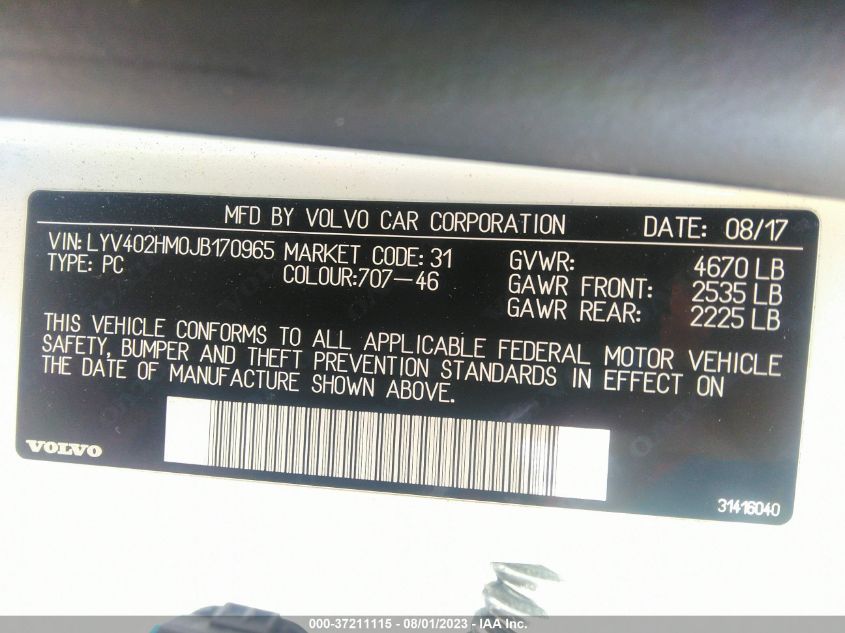 MFD BY VOLVO CAR CORPORATION DATE: 08/17
VIN: LYV402HM0JB170965 MARKET CODE: 31 GVWR: 4670 LB
TYPE: PC COLOUR:707-46 GAWR FRONT: 2535 LB
GAWR REAR: 2225 LB
THIS VEHICLE CONFORMS TO ALL APPLICABLE FEDERAL MOTOR VEHICLE
SAFETY, BUMPER AND THEFT PREVENTION STANDARDS IN EFFECT ON
THE DATE OF MANUFACTURE SHOWN ABOVE.
VOLVO
31416040
000-37211115 - 08/01/2023 - IAA Inc.